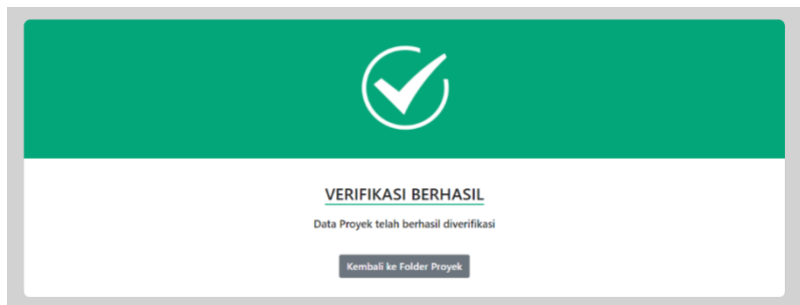 VERIFIKASI BERHASIL
Data Proyek telah berhasil diverifikasi
Kembali ke Folder Proyek